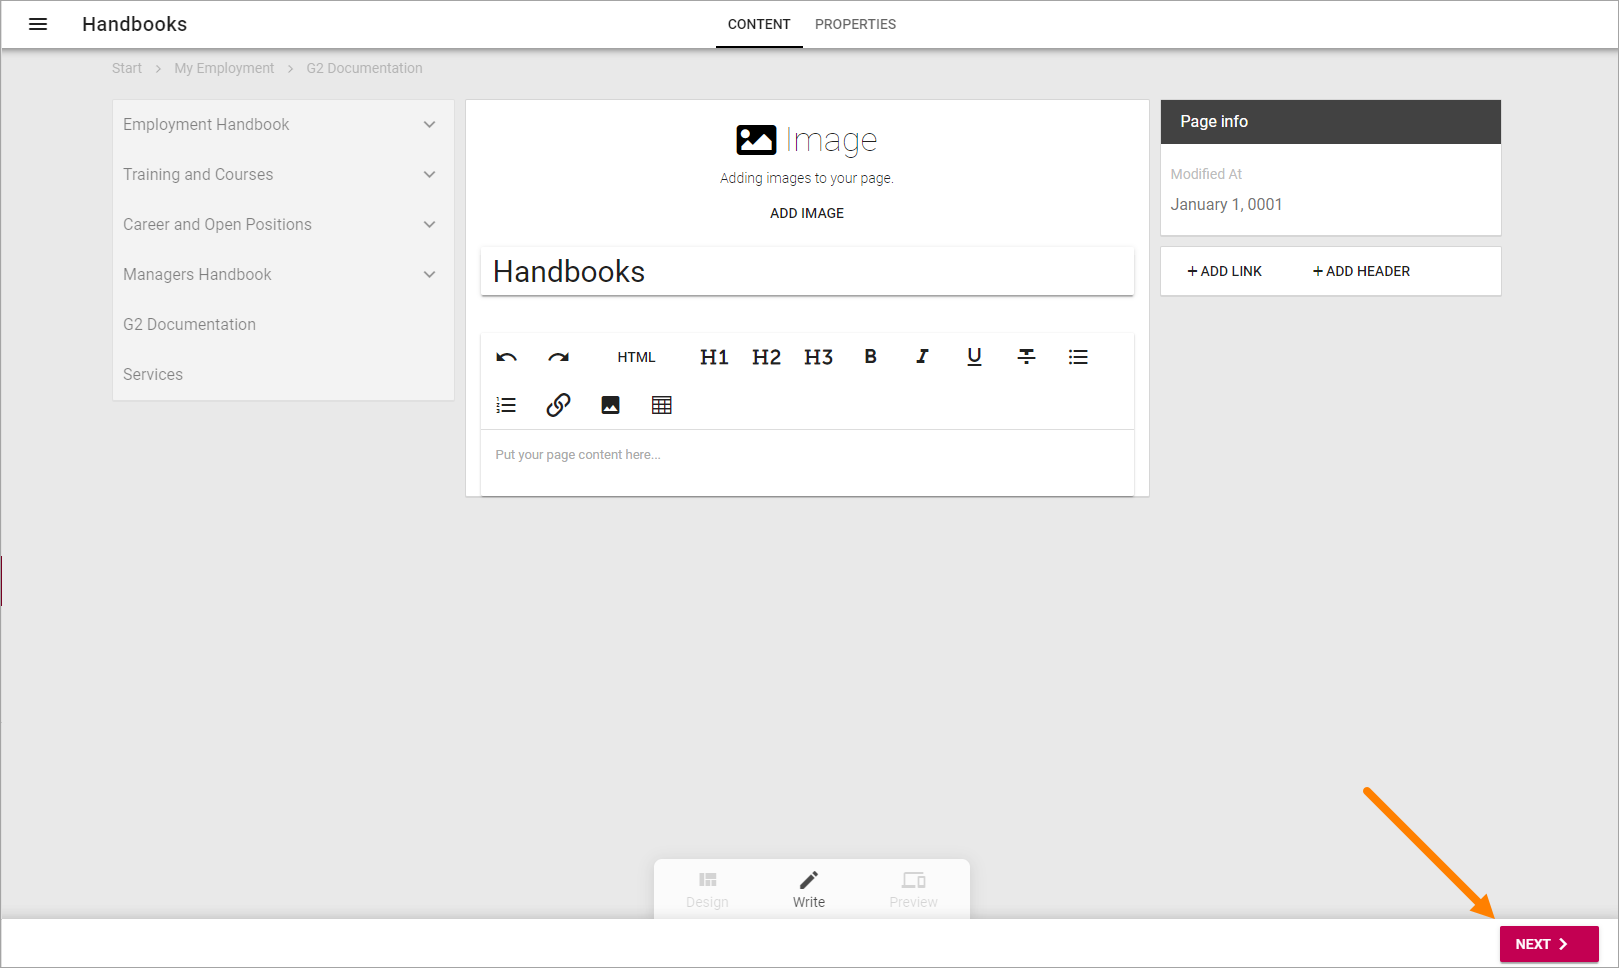 Handbooks
CONTENT PROPERTIES
Start > My Employment > G2 Documentation
Employment Handbook
Training and Courses
Career and Open Positions
Managers Handbook
G2 Documentation
Services
Image
Adding images to your page.
ADD IMAGE
Handbooks
HTML H1 H2 H3 B I U T
Put your page content here...
Page info
Modified At
January 1, 0001
+ ADD LINK + ADD HEADER
Design Write Preview
NEXT >